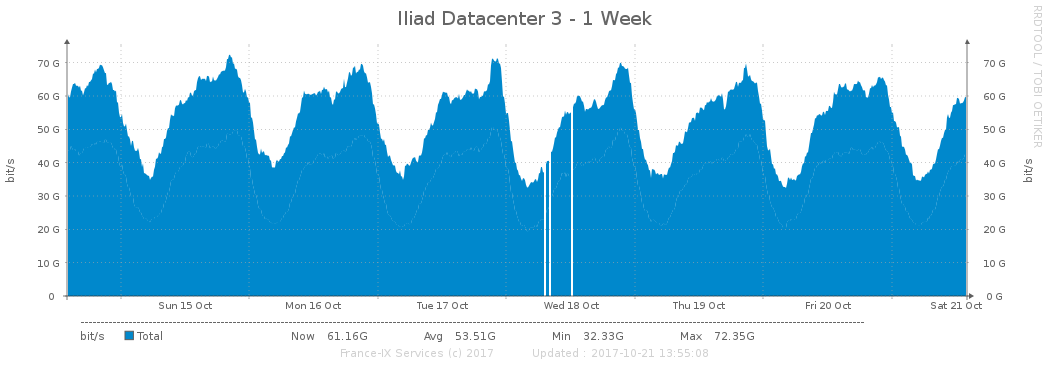 Iliad Datacenter 3 - 1 Week
RRDTOOL / TOBI OETIKER
bit/s
70 G
60 G
50 G
40 G
30 G
20 G
10 G
0
70 G
60 G
50 G
40 G
30 G
20 G
10 G
0 G
bit/s
Sun 15 Oct Mon 16 Oct Tue 17 Oct Wed 18 Oct Thu 19 Oct Fri 20 Oct Sat 21 Oct
bit/s Total Now 61.16G Avg 53.51G Min 32.33G Max 72.35G
France-IX Services (c) 2017 Updated : 2017-10-21 13:55:08